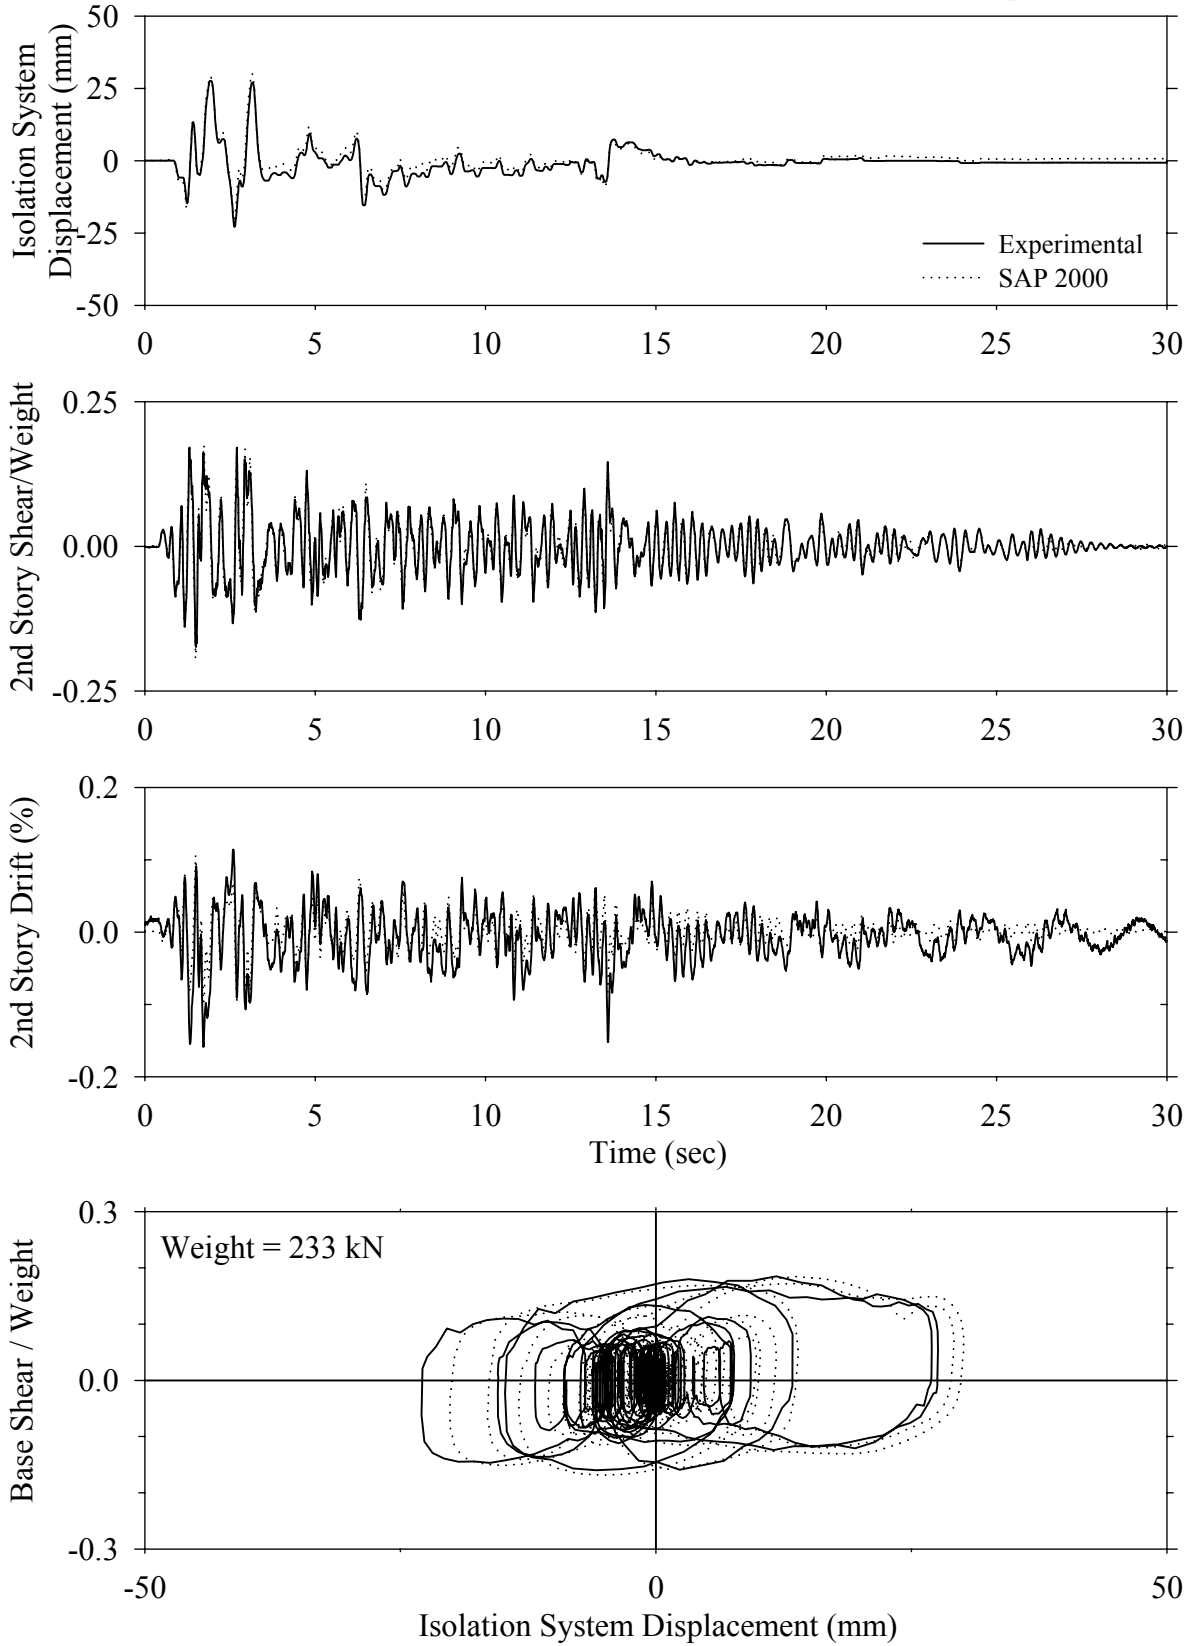 Isolation System
Displacement (mm)
50
25
0
-25
-50
Experimental
SAP 2000
0 5 10 15 20 25 30
2nd Story Shear/Weight
0.25
0.00
-0.25
0 5 10 15 20 25 30
2nd Story Drift (%)
0.2
0.0
-0.2
0 5 10 15 20 25 30
Time (sec)
Base Shear / Weight
0.3
0.0
-0.3
Weight = 233 kN
-50 0 50
Isolation System Displacement (mm)